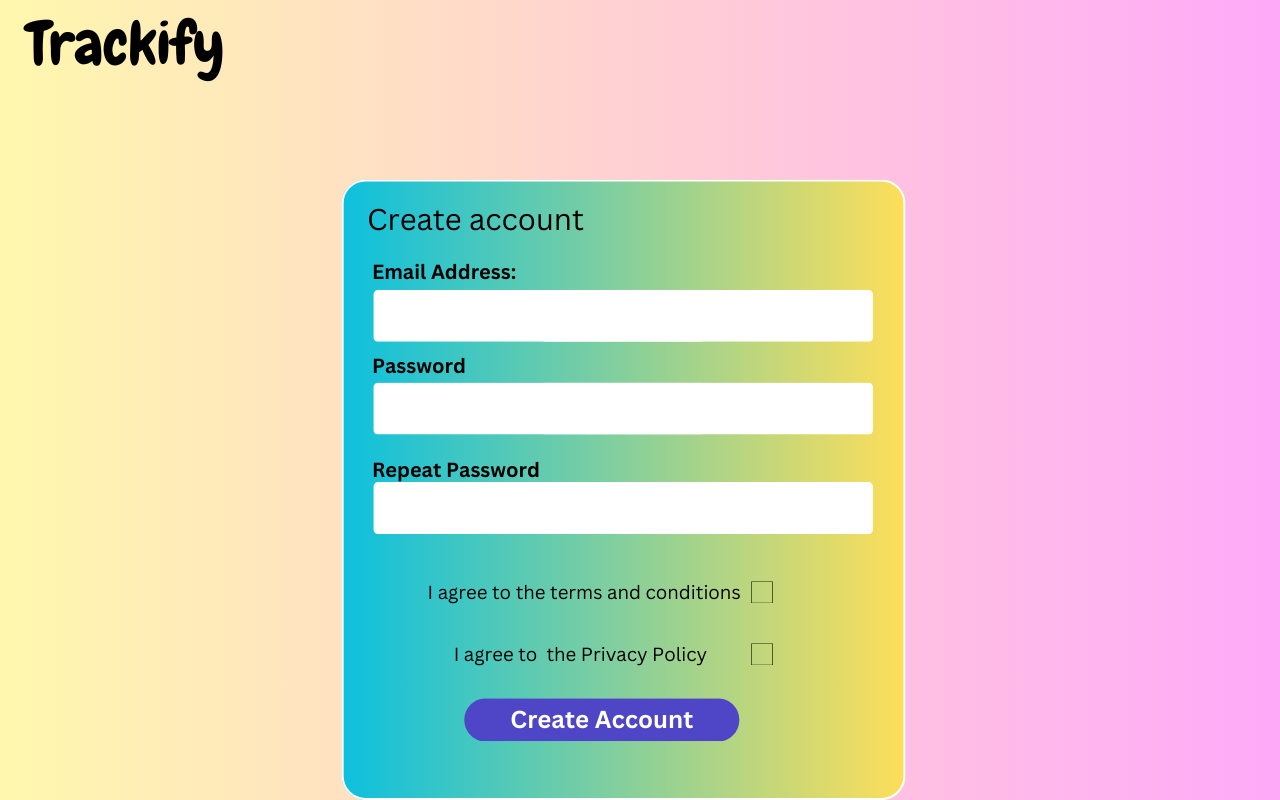 Trackify
Create account
Email Address:
Password
Repeat Password
I agree to the terms and conditions
I agree to  the Privacy Policy
Create Account